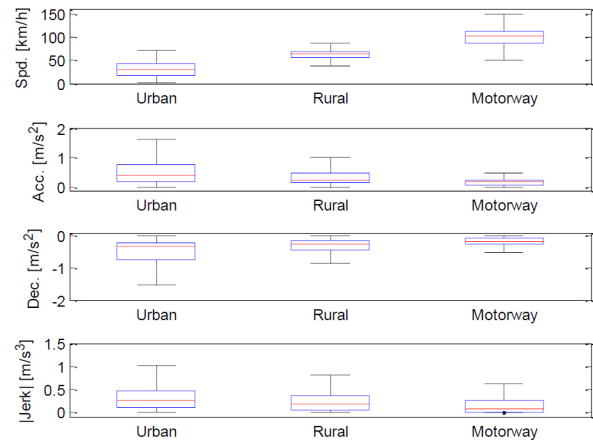 Spd. [km/h]
150
100
50
0
Urban Rural Motorway
Acc. [m/s²]
2
1
0
Urban Rural Motorway
Dec. [m/s²]
0
-1
-2
Urban Rural Motorway
|Jerk| [m/s³]
1.5
1
0.5
0
Urban Rural Motorway